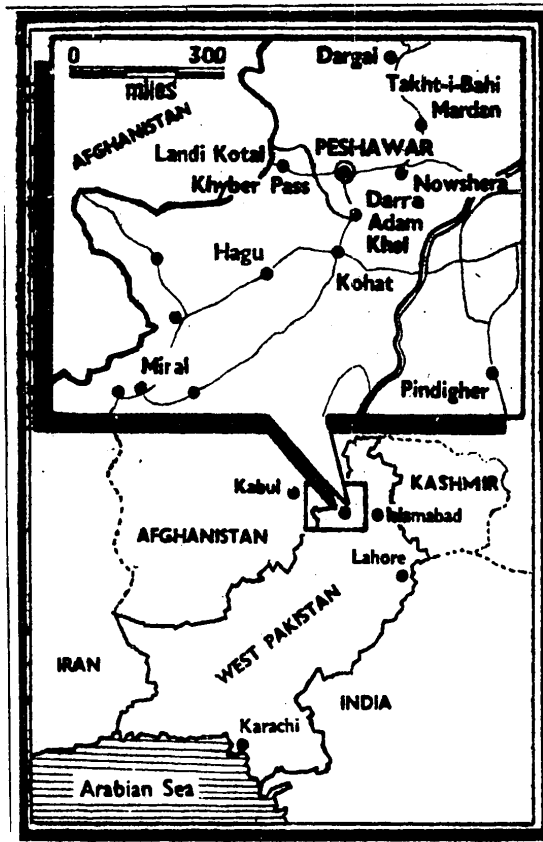 0 300
miles
Dargal
Takht-i-Bahi
Mardan
AFGHANISTAN
Landi Kotal
PESHAWAR
Khyber Pass
Nowshera
Darra
Adam
Khel
Hagu
Kohat
Miral
Pindigher
Kabul
KASHMIR
Islamabad
AFGHANISTAN
Lahore
WEST PAKISTAN
IRAN
INDIA
Karachi
Arabian Sea